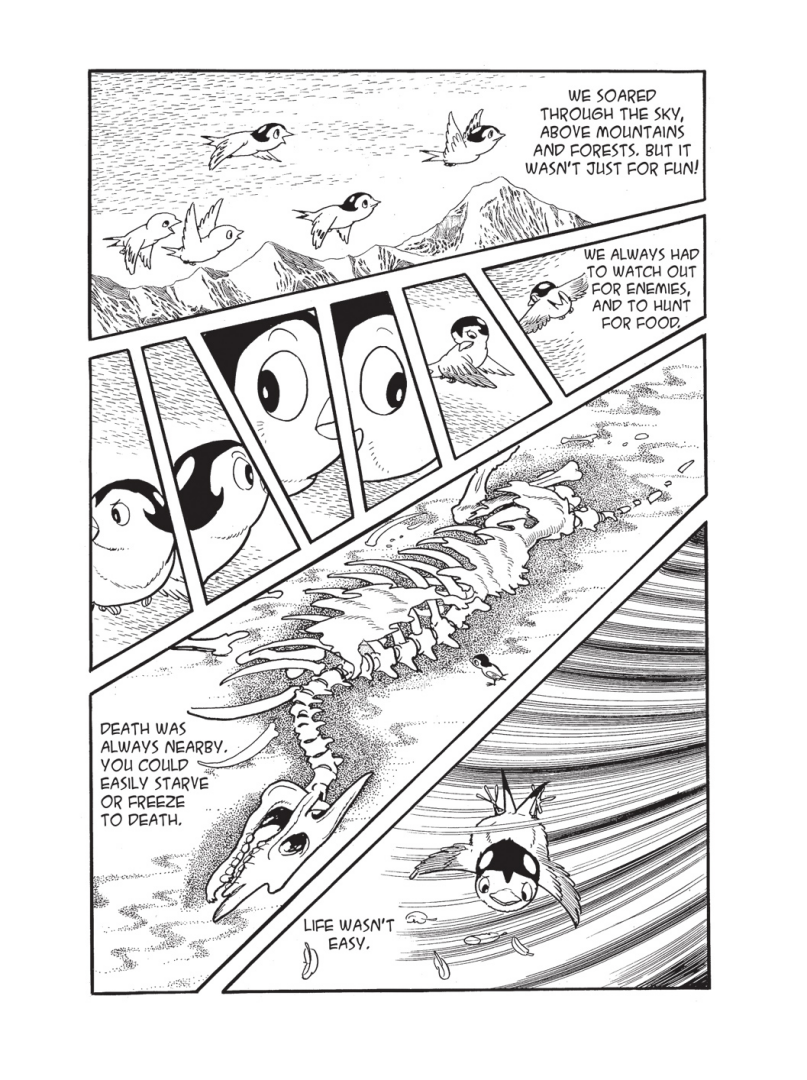 WE SOARED
THROUGH THE SKY,
ABOVE MOUNTAINS
AND FORESTS. BUT IT
WASN'T JUST FOR FUN!
WE ALWAYS HAD
TO WATCH OUT
FOR ENEMIES,
AND TO HUNT
FOR FOOD.
DEATH WAS
ALWAYS NEARBY.
YOU COULD
EASILY STARVE
OR FREEZE
TO DEATH.
LIFE WASN'T
EASY.